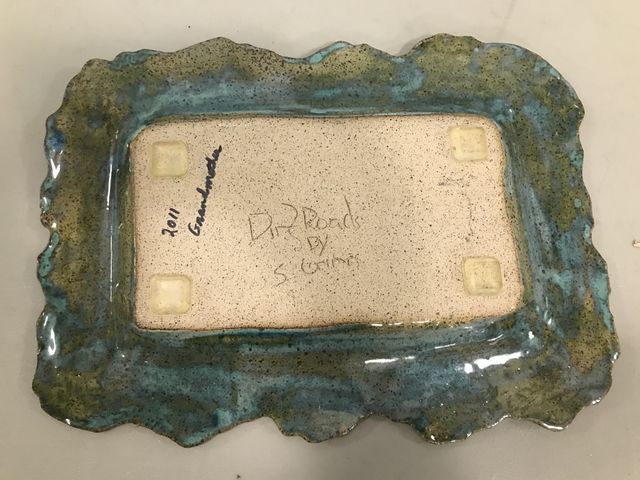 2011
Grandmother
Dirt Roads
by
S.